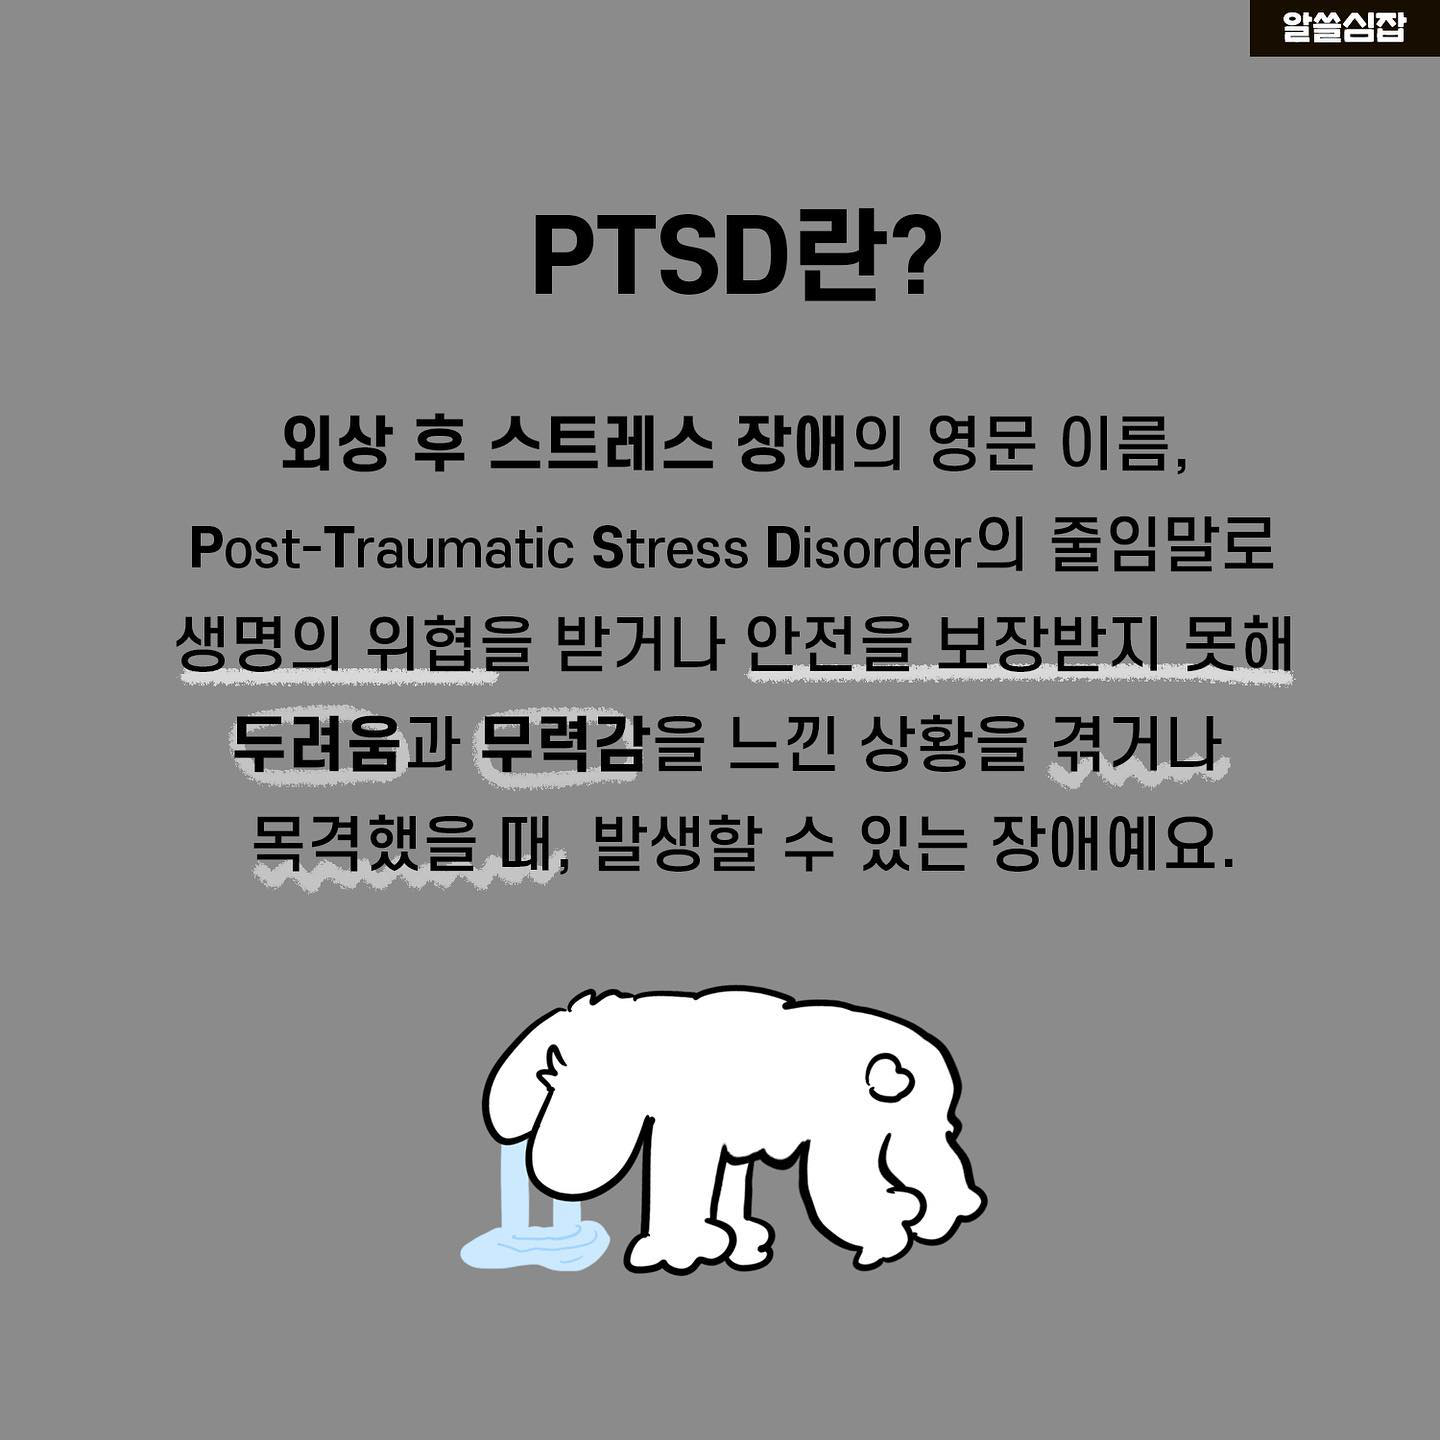 알쓸심잡
PTSD란?
외상 후 스트레스 장애의 영문 이름,
Post-Traumatic Stress Disorder의 줄임말로
생명의 위협을 받거나 안전을 보장받지 못해
두려움과 무력감을 느낀 상황을 겪거나
목격했을 때, 발생할 수 있는 장애예요.